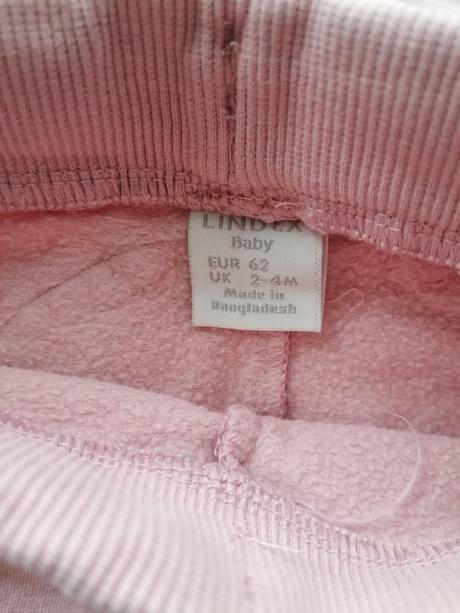 LINDEX
Baby
EUR 62
UK 2-4M
Made in
Bangladesh